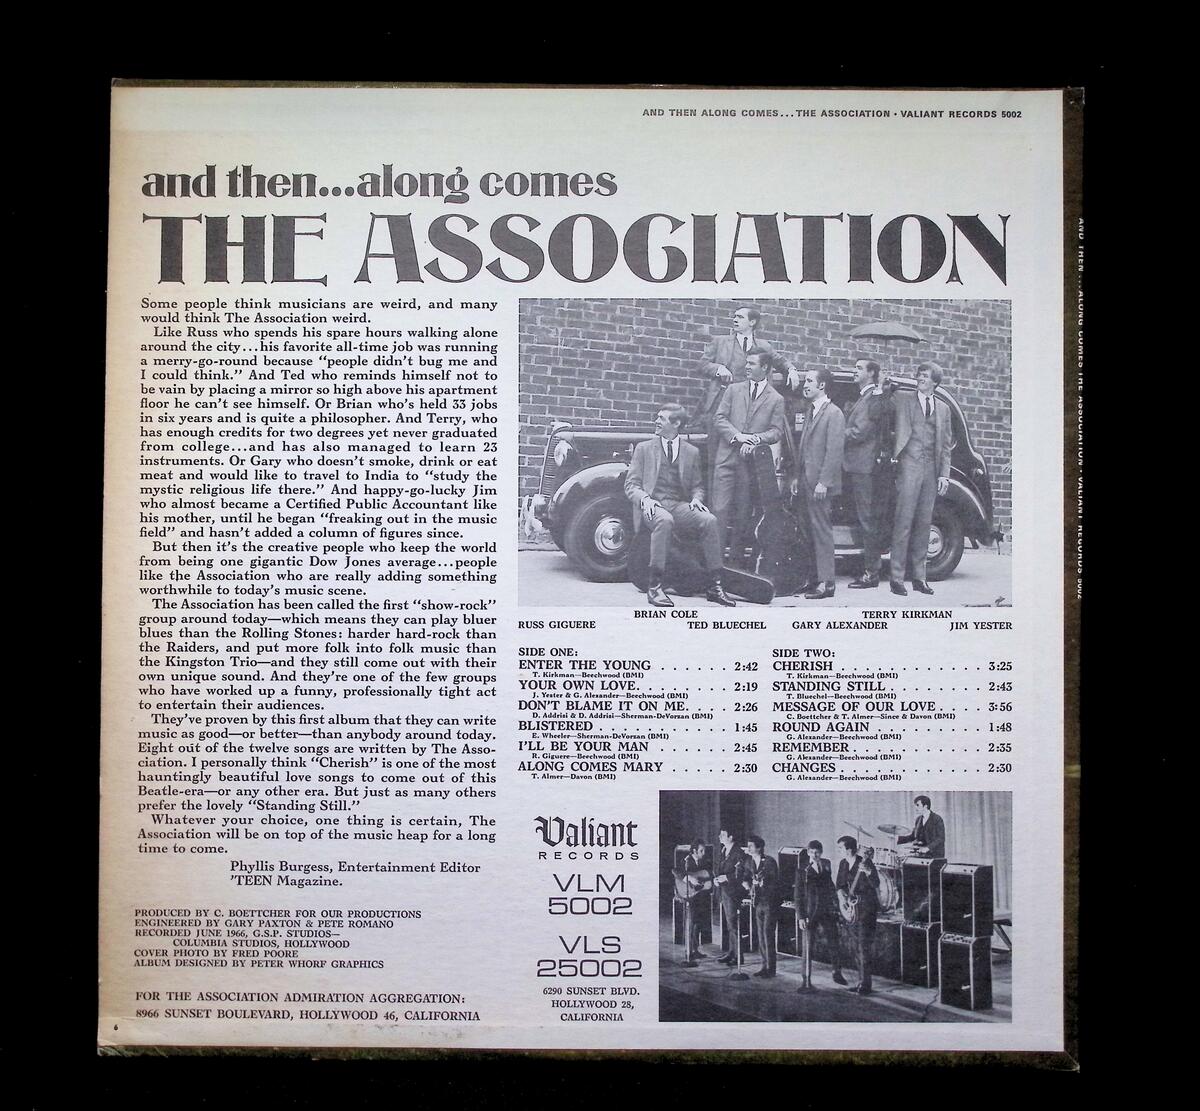 AND THEN ALONG COMES...THE ASSOCIATION • VALIANT RECORDS 5002
and then...along comes
THE ASSOCIATION
Some people think musicians are weird, and many
would think The Association weird.
Like Russ who spends his spare hours walking alone
around the city...his favorite all-time job was running
a merry-go-round because “people didn’t bug me and
I could think.” And Ted who reminds himself not to
be vain by placing a mirror so high above his apartment
floor he can’t see himself. Or Brian who’s held 33 jobs
in six years and is quite a philosopher. And Terry, who
has enough credits for two degrees yet never graduated
from college...and has also managed to learn 23
instruments. Or Gary who doesn’t smoke, drink or eat
meat and would like to travel to India to “study the
mystic religious life there.” And happy-go-lucky Jim
who almost became a Certified Public Accountant like
his mother, until he began “freaking out in the music
field” and hasn’t added a column of figures since.
But then it’s the creative people who keep the world
from being one gigantic Dow Jones average...people
like the Association who are really adding something
worthwhile to today’s music scene.
The Association has been called the first “show-rock”
group around today—which means they can play bluer
blues than the Rolling Stones: harder hard-rock than
the Raiders, and put more folk into folk music than
the Kingston Trio—and they still come out with their
own unique sound. And they’re one of the few groups
who have worked up a funny, professionally tight act
to entertain their audiences.
They’ve proven by this first album that they can write
music as good—or better—than anybody around today.
Eight out of the twelve songs are written by The Asso-
ciation. I personally think “Cherish” is one of the most
hauntingly beautiful love songs to come out of this
Beatle-era—or any other era. But just as many others
prefer the lovely “Standing Still.”
Whatever your choice, one thing is certain, The
Association will be on top of the music heap for a long
time to come.
Phyllis Burgess, Entertainment Editor
’TEEN Magazine.
PRODUCED BY C. BOETTCHER FOR OUR PRODUCTIONS
ENGINEERED BY GARY PAXTON & PETE ROMANO
RECORDED JUNE 1966, G.S.P. STUDIOS—
COLUMBIA STUDIOS, HOLLYWOOD
COVER PHOTO BY FRED POORE
ALBUM DESIGNED BY PETER WHORF GRAPHICS
FOR THE ASSOCIATION ADMIRATION AGGREGATION:
8966 SUNSET BOULEVARD, HOLLYWOOD 46, CALIFORNIA
6
BRIAN COLE TERRY KIRKMAN
RUSS GIGUERE TED BLUECHEL GARY ALEXANDER JIM YESTER
SIDE ONE:
ENTER THE YOUNG . . . . . . 2:42
T. Kirkman—Beechwood (BMI)
YOUR OWN LOVE. . . . . . . 2:19
J. Yester & G. Alexander—Beechwood (BMI)
DON’T BLAME IT ON ME. . . . 2:26
D. Addrisi & D. Addrisi—Sherman-DeVorzan (BMI)
BLISTERED . . . . . . . . . . 1:45
E. Wheeler—Sherman-DeVorzan (BMI)
I’LL BE YOUR MAN . . . . . . 2:45
R. Giguere—Beechwood (BMI)
ALONG COMES MARY . . . . . 2:30
T. Almer—Davon (BMI)
SIDE TWO:
CHERISH . . . . . . . . . . . 3:25
T. Kirkman—Beechwood (BMI)
STANDING STILL . . . . . . . 2:43
T. Bluechel—Beechwood (BMI)
MESSAGE OF OUR LOVE . . . . 3:56
C. Boettcher & T. Almer—Since & Davon (BMI)
ROUND AGAIN . . . . . . . . 1:48
G. Alexander—Beechwood (BMI)
REMEMBER . . . . . . . . . . 2:35
G. Alexander—Beechwood (BMI)
CHANGES . . . . . . . . . . . 2:30
G. Alexander—Beechwood (BMI)
Valiant
RECORDS
VLM
5002
VLS
25002
6290 SUNSET BLVD.
HOLLYWOOD 28,
CALIFORNIA
AND THEN...ALONG COMES THE ASSOCIATION • VALIANT RECORDS 5002